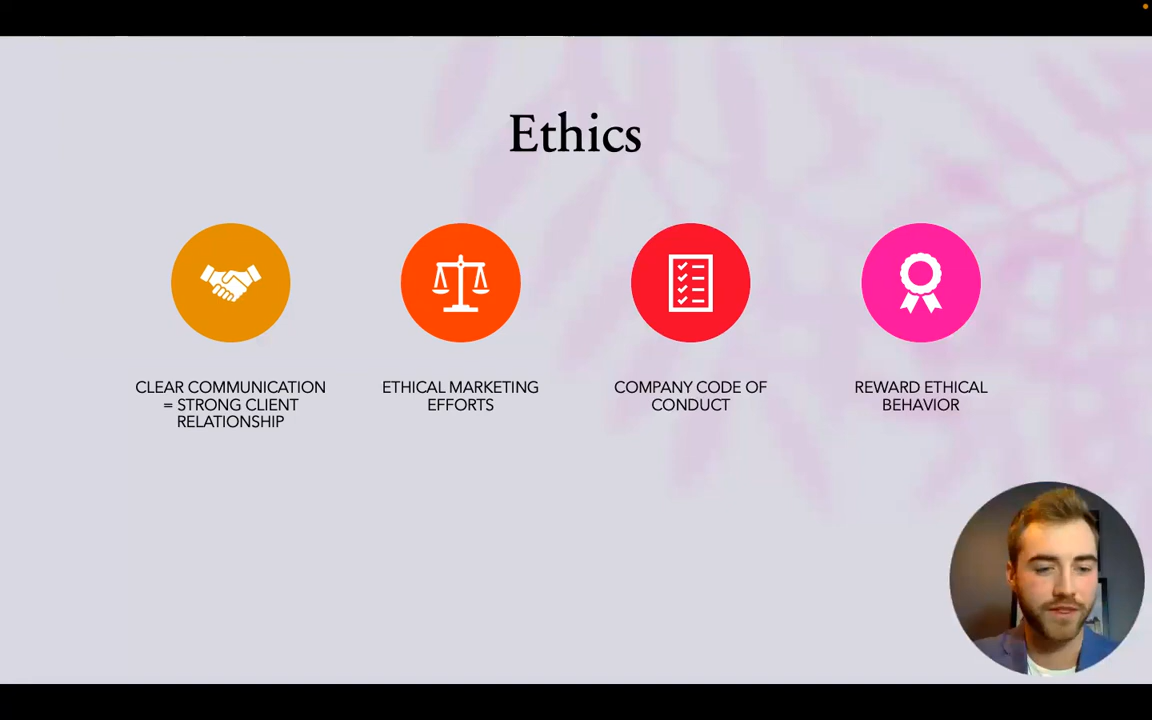 Ethics
CLEAR COMMUNICATION
= STRONG CLIENT
RELATIONSHIP
ETHICAL MARKETING
EFFORTS
COMPANY CODE OF
CONDUCT
REWARD ETHICAL
BEHAVIOR